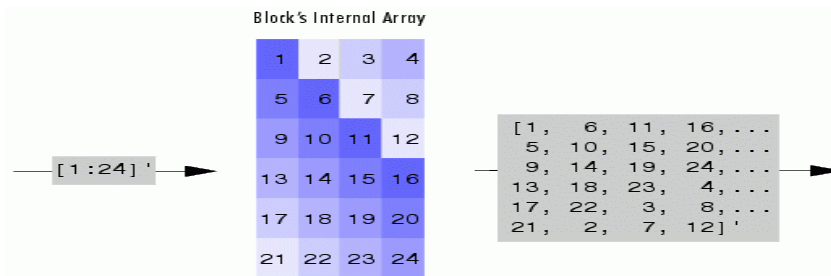 Block's Internal Array
1 2 3 4
5 6 7 8
9 10 11 12
13 14 15 16
17 18 19 20
21 22 23 24
[1:24]'
[1, 6, 11, 16,...
5, 10, 15, 20,...
9, 14, 19, 24,...
13, 18, 23, 4,...
17, 22, 3, 8,...
21, 2, 7, 12]'